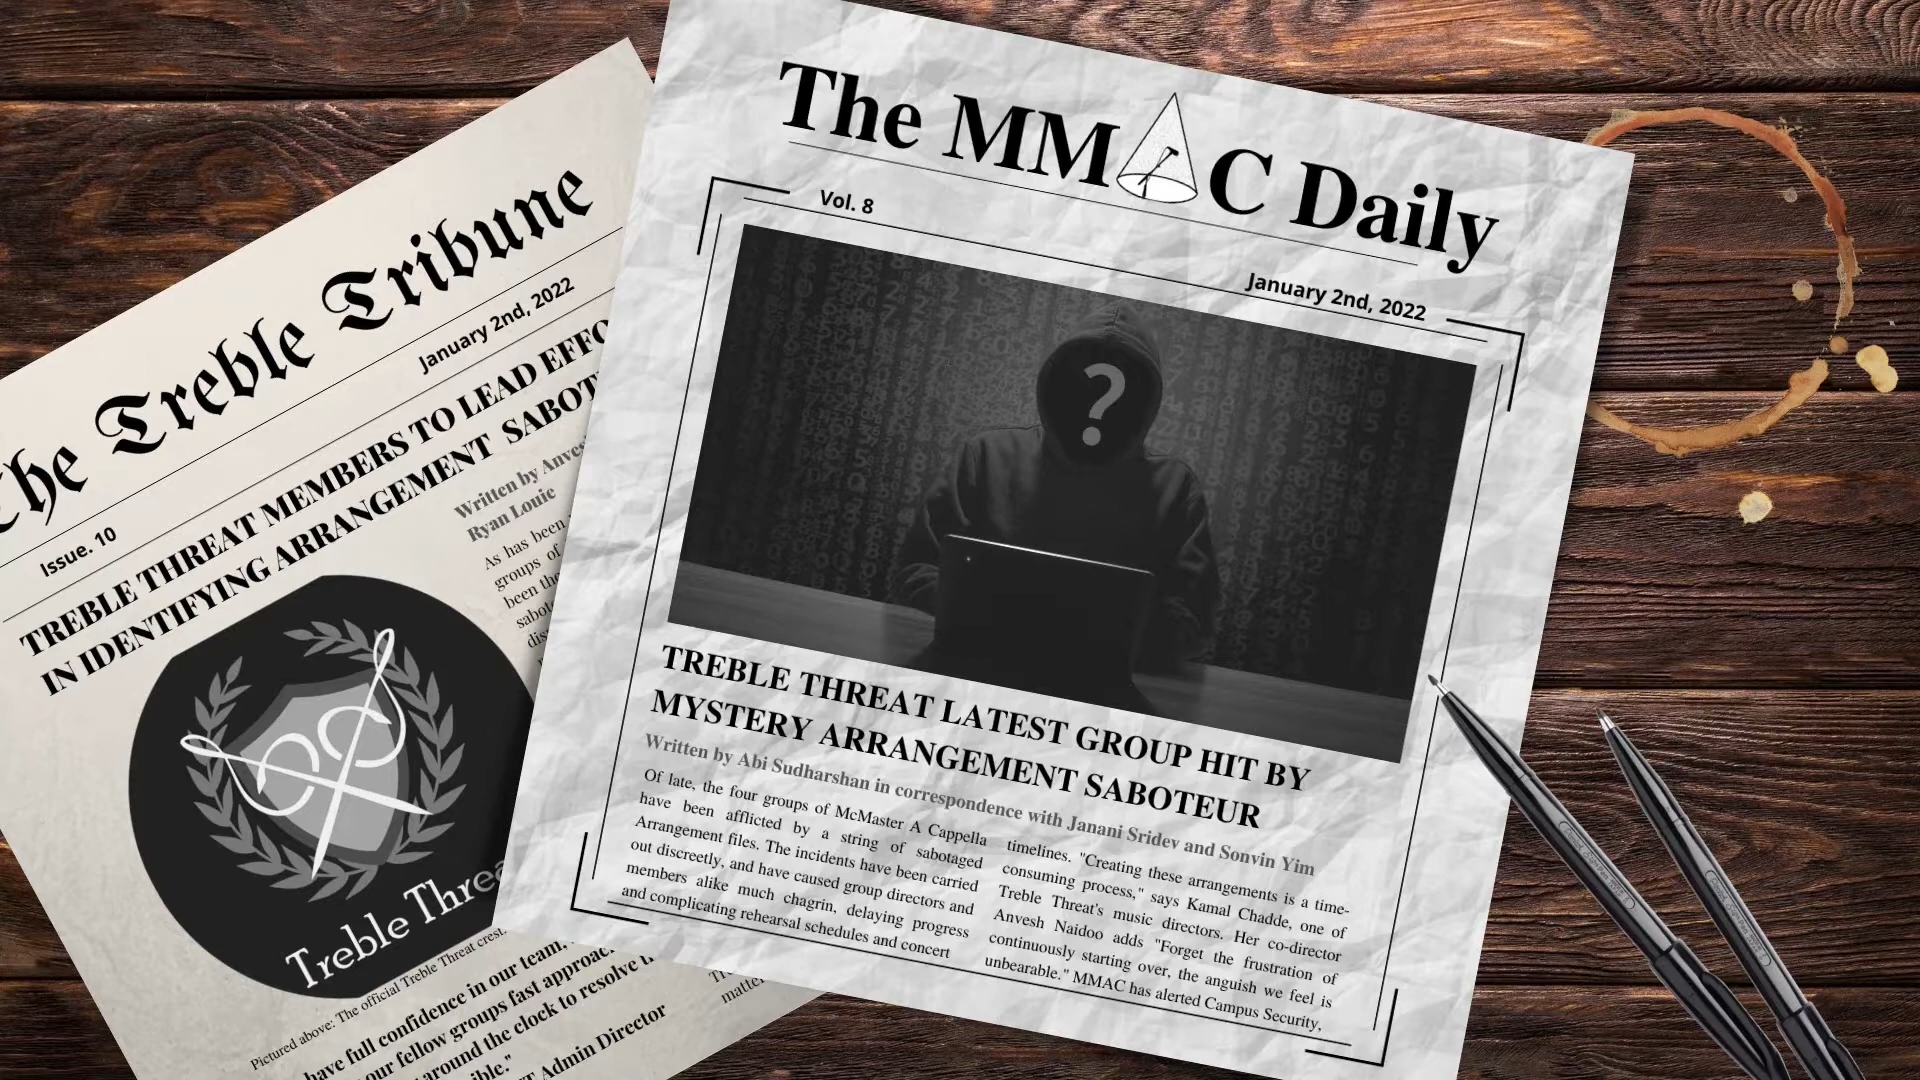 The Treble Tribune
Issue. 10
January 2nd, 2022
TREBLE THREAT MEMBERS TO LEAD
IN IDENTIFYING ARRANGEMENT
Written by
Ryan Louie
As has been
groups of
been
Treble
Pictured above: The official Treble Threat crest.
have full confidence in our team,
our fellow groups fast
around the clock to resolve
Admin Director
The MMAC Daily
Vol. 8
January 2nd, 2022
?
TREBLE THREAT LATEST GROUP HIT BY
MYSTERY ARRANGEMENT SABOTEUR
Written by Abi Sudharshan in correspondence with Janani Sridev and Sonvin Yim
Of late, the four groups of McMaster A Cappella
have been afflicted by a string of sabotaged
Arrangement files. The incidents have been carried
out discreetly, and have caused group directors and
members alike much chagrin, delaying progress
and complicating rehearsal schedules and concert
timelines. "Creating these arrangements is a time-
consuming process," says Kamal Chadde, one of
Treble Threat's music directors. Her co-director
Anvesh Naidoo adds "Forget the frustration of
continuously starting over, the anguish we feel is
unbearable." MMAC has alerted Campus Security,